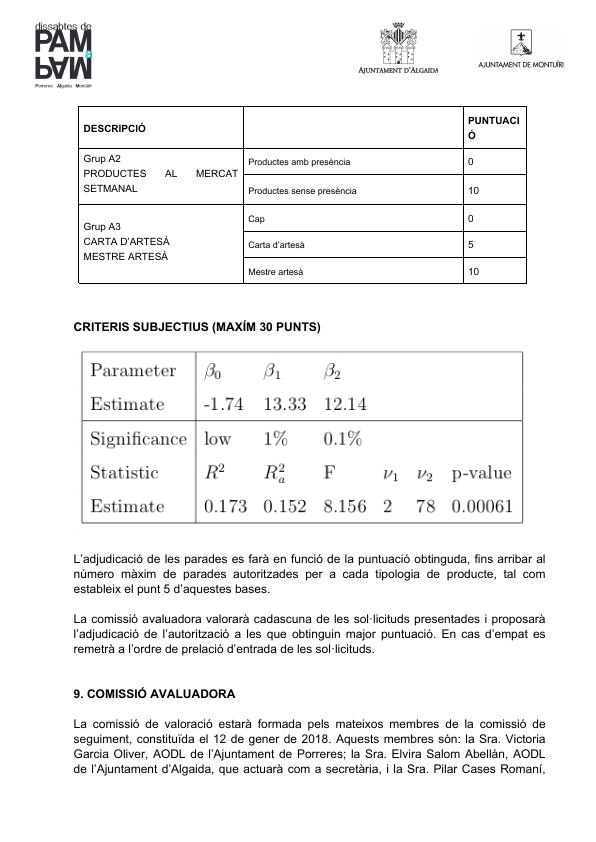 dissabtes de
PAM
a
PAM
Porreres Algaida Montuïri
AJUNTAMENT D'ALGAIDA
AJUNTAMENT DE MONTUÏRI
DESCRIPCIÓ
PUNTUACI
Ó
Grup A2
PRODUCTES AL MERCAT
SETMANAL
Productes amb presència
0
Productes sense presència
10
Grup A3
CARTA D'ARTESÀ
MESTRE ARTESÀ
Cap
0
Carta d'artesà
5
Mestre artesà
10
CRITERIS SUBJECTIUS (MAXÍM 30 PUNTS)
Parameter β0 β1 β2
Estimate -1.74 13.33 12.14
Significance low 1% 0.1%
Statistic R² R²a F ν1 ν2 p-value
Estimate 0.173 0.152 8.156 2 78 0.00061
L'adjudicació de les parades es farà en funció de la puntuació obtinguda, fins arribar al
número màxim de parades autoritzades per a cada tipologia de producte, tal com
estableix el punt 5 d'aquestes bases.
La comissió avaluadora valorarà cadascuna de les sol·licituds presentades i proposarà
l'adjudicació de l'autorització a les que obtinguin major puntuació. En cas d'empat es
remetrà a l'ordre de prelació d'entrada de les sol·licituds.
9. COMISSIÓ AVALUADORA
La comissió de valoració estarà formada pels mateixos membres de la comissió de
seguiment, constituïda el 12 de gener de 2018. Aquests membres són: la Sra. Victoria
Garcia Oliver, AODL de l'Ajuntament de Porreres; la Sra. Elvira Salom Abellán, AODL
de l'Ajuntament d'Algaida, que actuarà com a secretària, i la Sra. Pilar Cases Romaní,